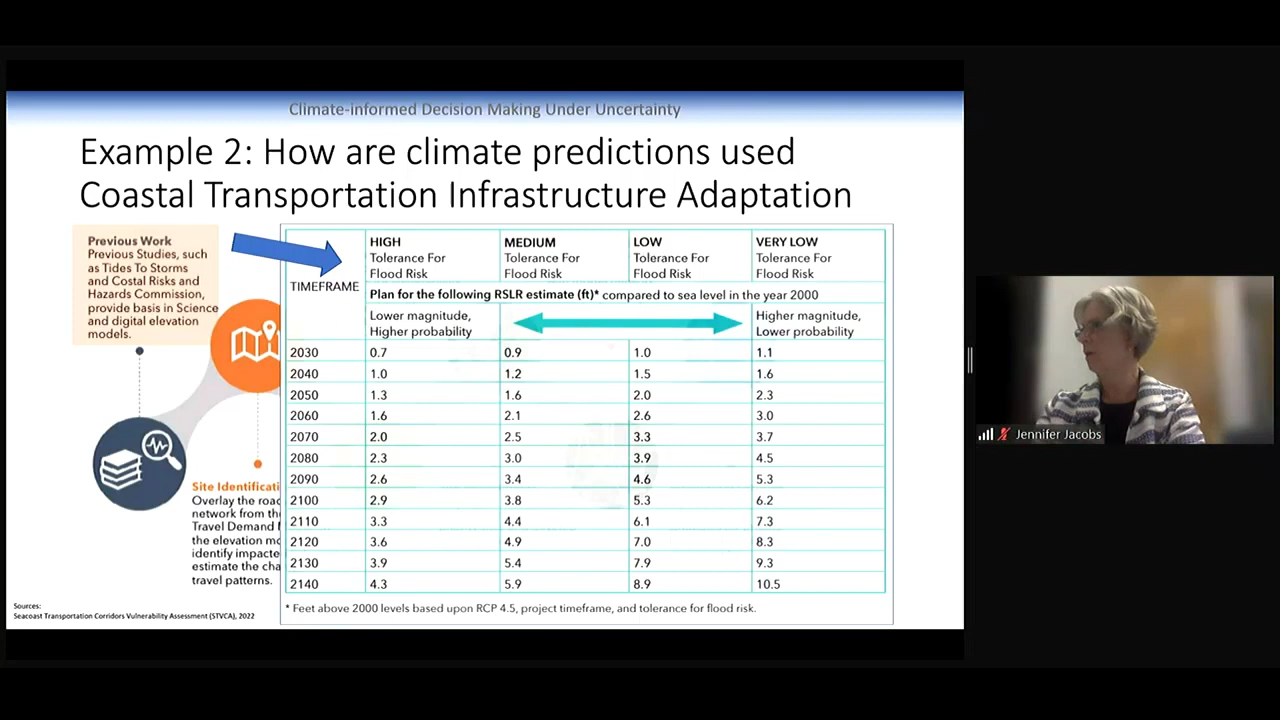 Climate-informed Decision Making Under Uncertainty
Example 2: How are climate predictions used
Coastal Transportation Infrastructure Adaptation
Previous Work
Previous Studies, such
as Tides To Storms
and Costal Risks and
Hazards Commission,
provide basis in Science
and digital elevation
models.
Site Identificati
Overlay the road
network from th
Travel Demand
the elevation mo
identify impacte
estimate the cha
travel patterns.
Sources:
Seacoast Transportation Corridors Vulnerability Assessment (STVCA), 2022
TIMEFRAME
HIGH
Tolerance For
Flood Risk
MEDIUM
Tolerance For
Flood Risk
LOW
Tolerance For
Flood Risk
VERY LOW
Tolerance For
Flood Risk
Plan for the following RSLR estimate (ft)* compared to sea level in the year 2000
Lower magnitude,
Higher probability
Higher magnitude,
Lower probability
2030 0.7 0.9 1.0 1.1
2040 1.0 1.2 1.5 1.6
2050 1.3 1.6 2.0 2.3
2060 1.6 2.1 2.6 3.0
2070 2.0 2.5 3.3 3.7
2080 2.3 3.0 3.9 4.5
2090 2.6 3.4 4.6 5.3
2100 2.9 3.8 5.3 6.2
2110 3.3 4.4 6.1 7.3
2120 3.6 4.9 7.0 8.3
2130 3.9 5.4 7.9 9.3
2140 4.3 5.9 8.9 10.5
* Feet above 2000 levels based upon RCP 4.5, project timeframe, and tolerance for flood risk.
Jennifer Jacobs